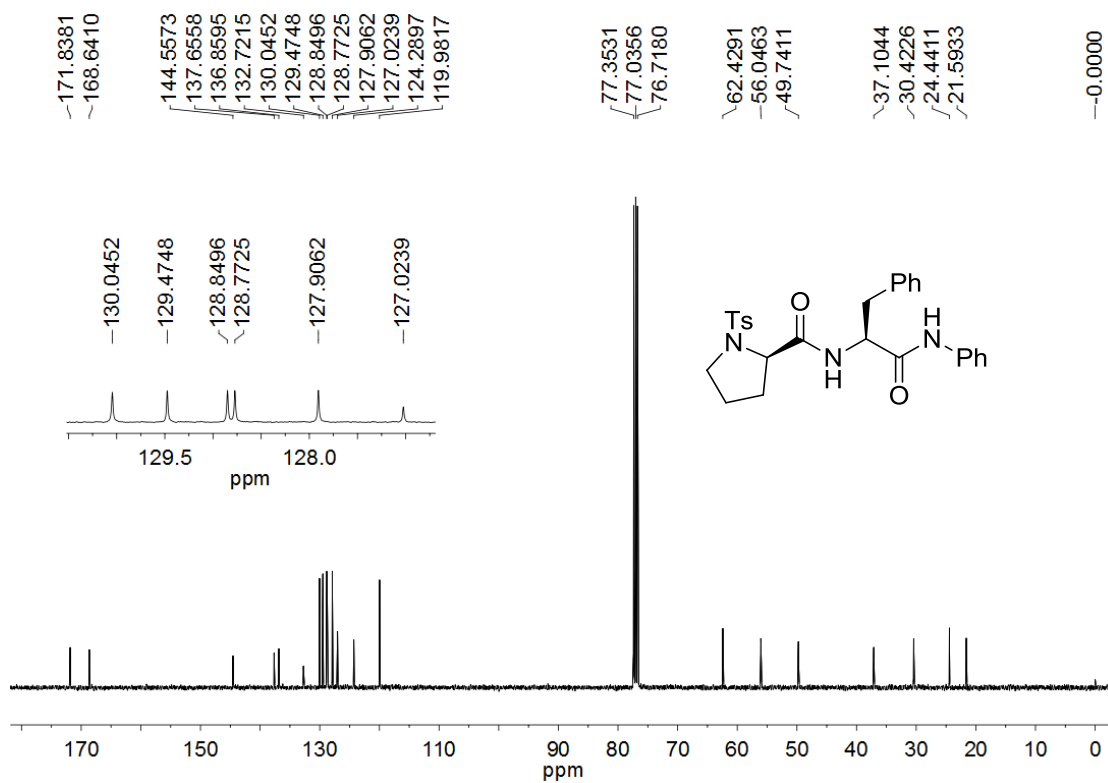 171.8381
168.6410
144.5573
137.6558
136.8595
132.7215
130.0452
129.4748
128.8496
128.7725
127.9062
127.0239
124.2897
119.9817
77.3531
77.0356
76.7180
62.4291
56.0463
49.7411
37.1044
30.4226
24.4411
21.5933
-0.0000
130.0452
129.4748
128.8496
128.7725
127.9062
127.0239
129.5 128.0
ppm
Ph
O
Ts
N
H
N
N
H
Ph
O
170 150 130 110 90 80 70 60 50 40 30 20 10 0
ppm